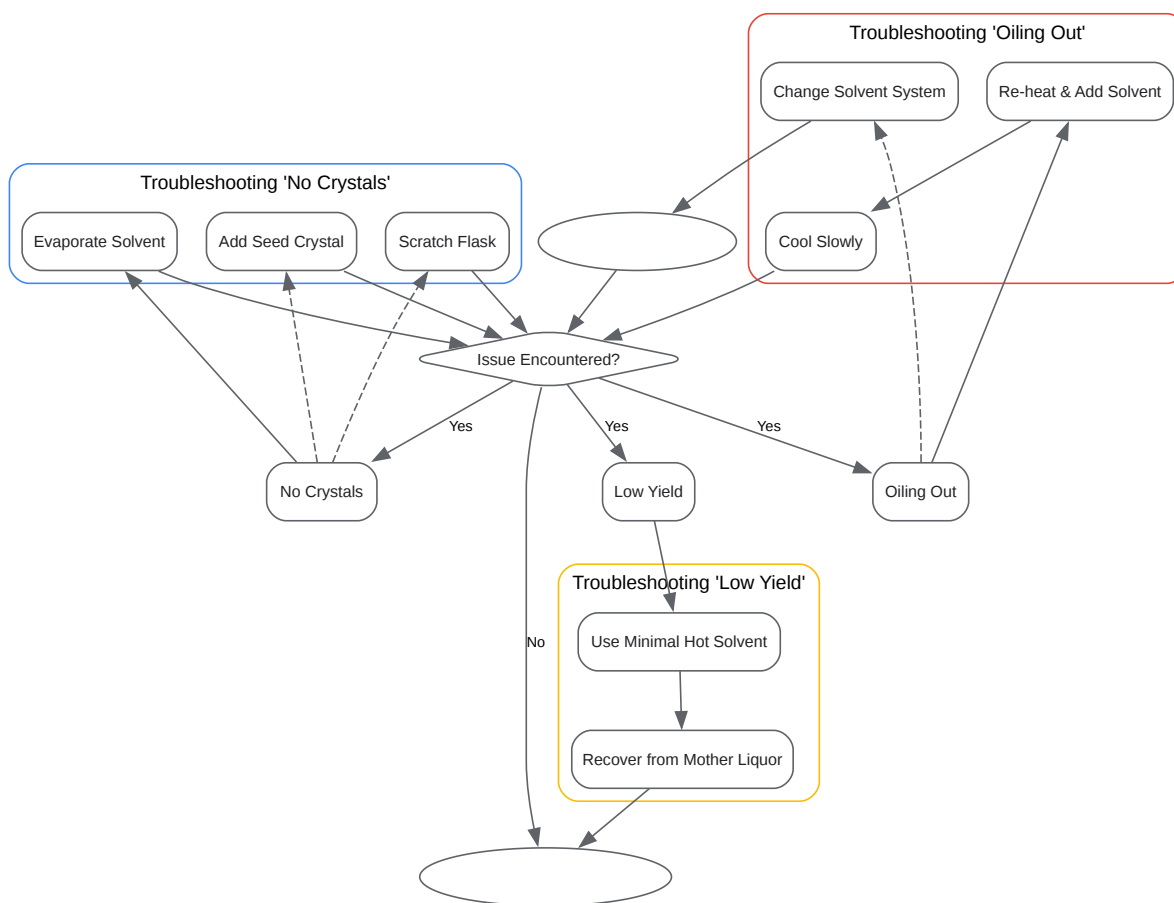 Troubleshooting 'Oiling Out'
Change Solvent System
Re-heat & Add Solvent
Troubleshooting 'No Crystals'
Evaporate Solvent
Add Seed Crystal
Scratch Flask
Cool Slowly
Issue Encountered?
Yes
Yes
Yes
No Crystals
Low Yield
Oiling Out
Troubleshooting 'Low Yield'
Use Minimal Hot Solvent
No
Recover from Mother Liquor